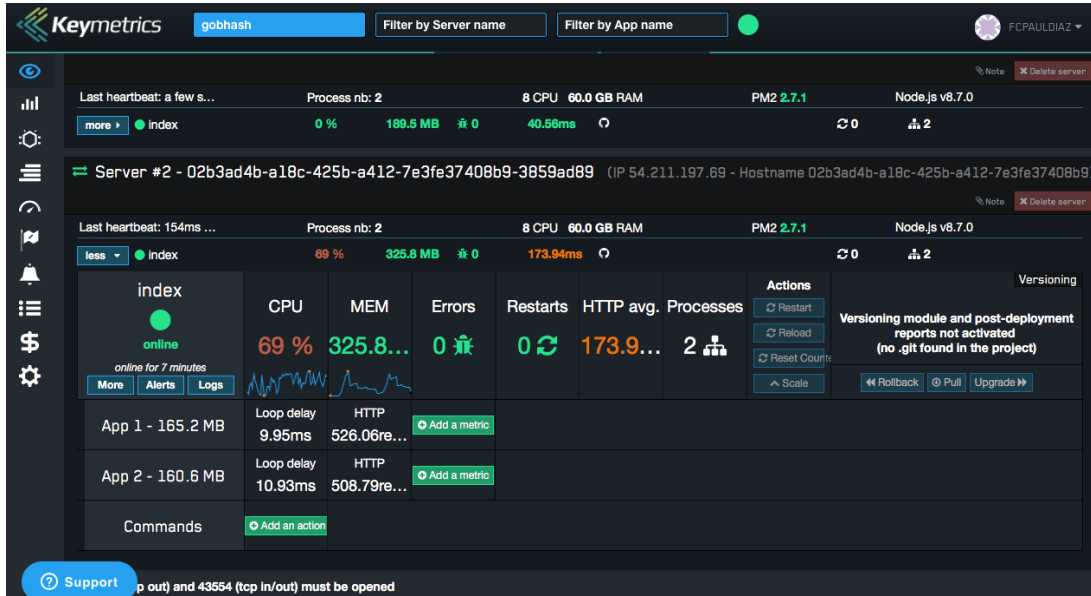 Keymetrics gobhash Filter by Server name Filter by App name FCPAULDIAZ
Note Delete server
Last heartbeat: a few s... Process nb: 2 8 CPU 60.0 GB RAM PM2 2.7.1 Node.js v8.7.0
more index 0 % 189.5 MB 0 40.56ms 0 2
Server #2 - 02b3ad4b-a18c-425b-a412-7e3fe37408b9-3859ad89 (IP 54.211.197.69 - Hostname 02b3ad4b-a18c-425b-a412-7e3fe37408b9
Note Delete server
Last heartbeat: 154ms ... Process nb: 2 8 CPU 60.0 GB RAM PM2 2.7.1 Node.js v8.7.0
less index 69 % 325.8 MB 0 173.94ms 0 2
index
online
online for 7 minutes
More Alerts Logs
CPU MEM Errors Restarts HTTP avg. Processes
69 % 325.8... 0 0 173.9... 2
Actions
Restart
Reload
Reset Counte
Scale
Versioning
Versioning module and post-deployment
reports not activated
(no .git found in the project)
Rollback Pull Upgrade
App 1 - 165.2 MB
Loop delay HTTP
9.95ms 526.06re...
Add a metric
App 2 - 160.6 MB
Loop delay HTTP
10.93ms 508.79re...
Add a metric
Commands Add an action
Support p out) and 43554 (tcp in/out) must be opened